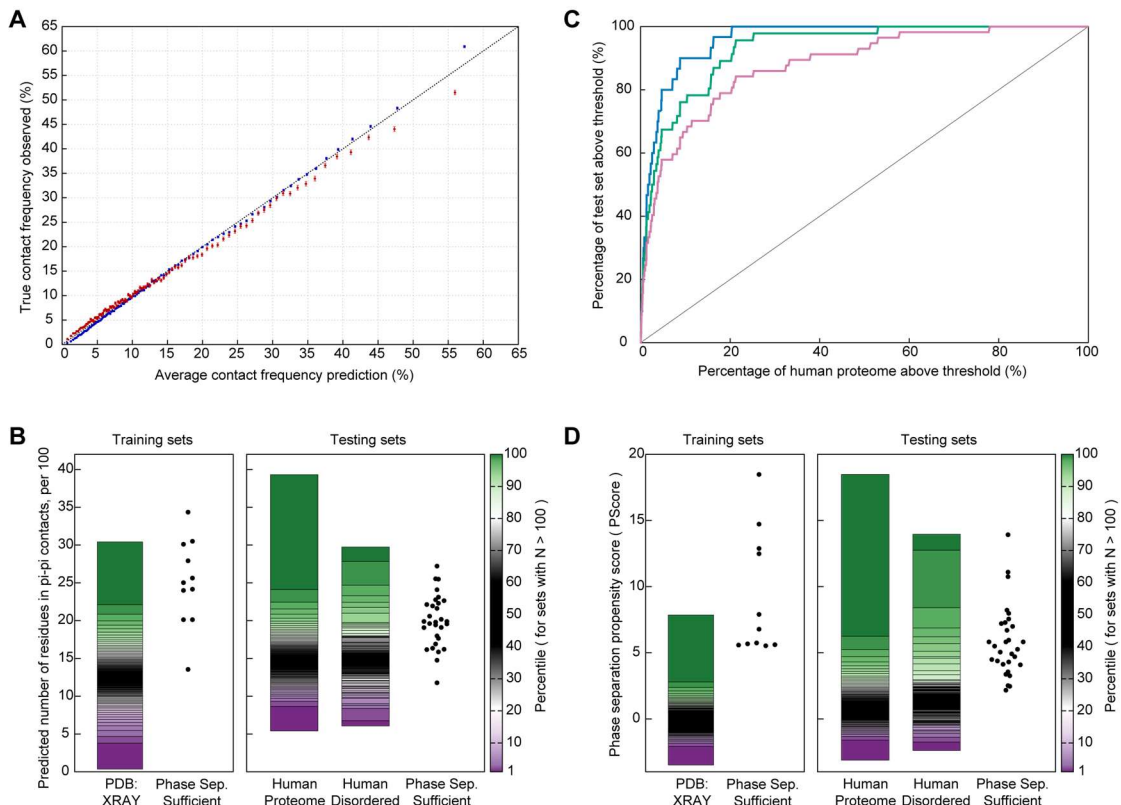 A
65
60
55
50
45
40
35
30
25
20
15
10
5
0
True contact frequency observed (%)
0 5 10 15 20 25 30 35 40 45 50 55 60 65
Average contact frequency prediction (%)
C
100
80
60
40
20
0
Percentage of test set above threshold (%)
0 20 40 60 80 100
Percentage of human proteome above threshold (%)
B
Training sets
Testing sets
Predicted number of residues in pi-pi contacts, per 100
40
35
30
25
20
15
10
5
0
PDB: XRAY
Phase Sep. Sufficient
Human Proteome
Human Disordered
Phase Sep. Sufficient
100
90
80
70
60
50
40
30
20
10
1
Percentile ( for sets with N > 100 )
D
Training sets
Testing sets
Phase separation propensity score ( PScore )
20
15
10
5
0
PDB: XRAY
Phase Sep. Sufficient
Human Proteome
Human Disordered
Phase Sep. Sufficient
100
90
80
70
60
50
40
30
20
10
1
Percentile ( for sets with N > 100 )